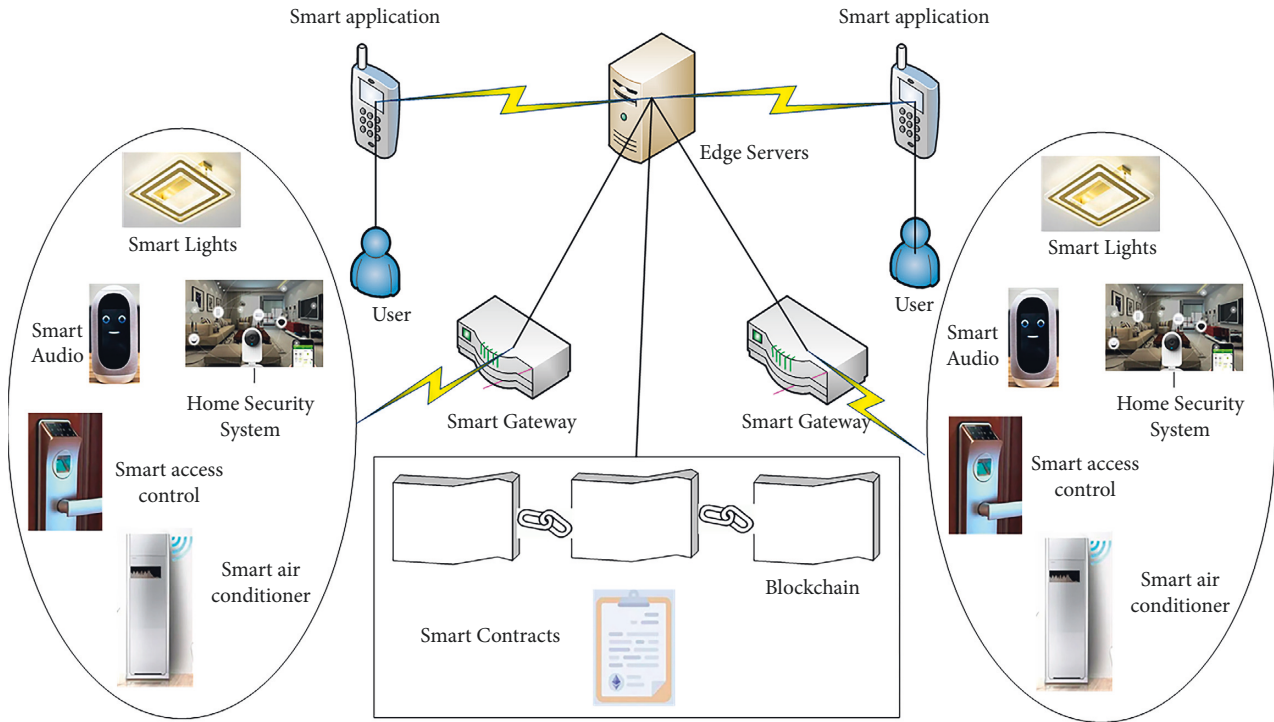 Smart application
Smart application
Edge Servers
Smart Lights
Smart Lights
User
User
Smart
Audio
Smart
Audio
Home Security
System
Home Security
System
Smart Gateway
Smart Gateway
Smart access
control
Smart access
control
Smart air
conditioner
Smart air
conditioner
Blockchain
Smart Contracts